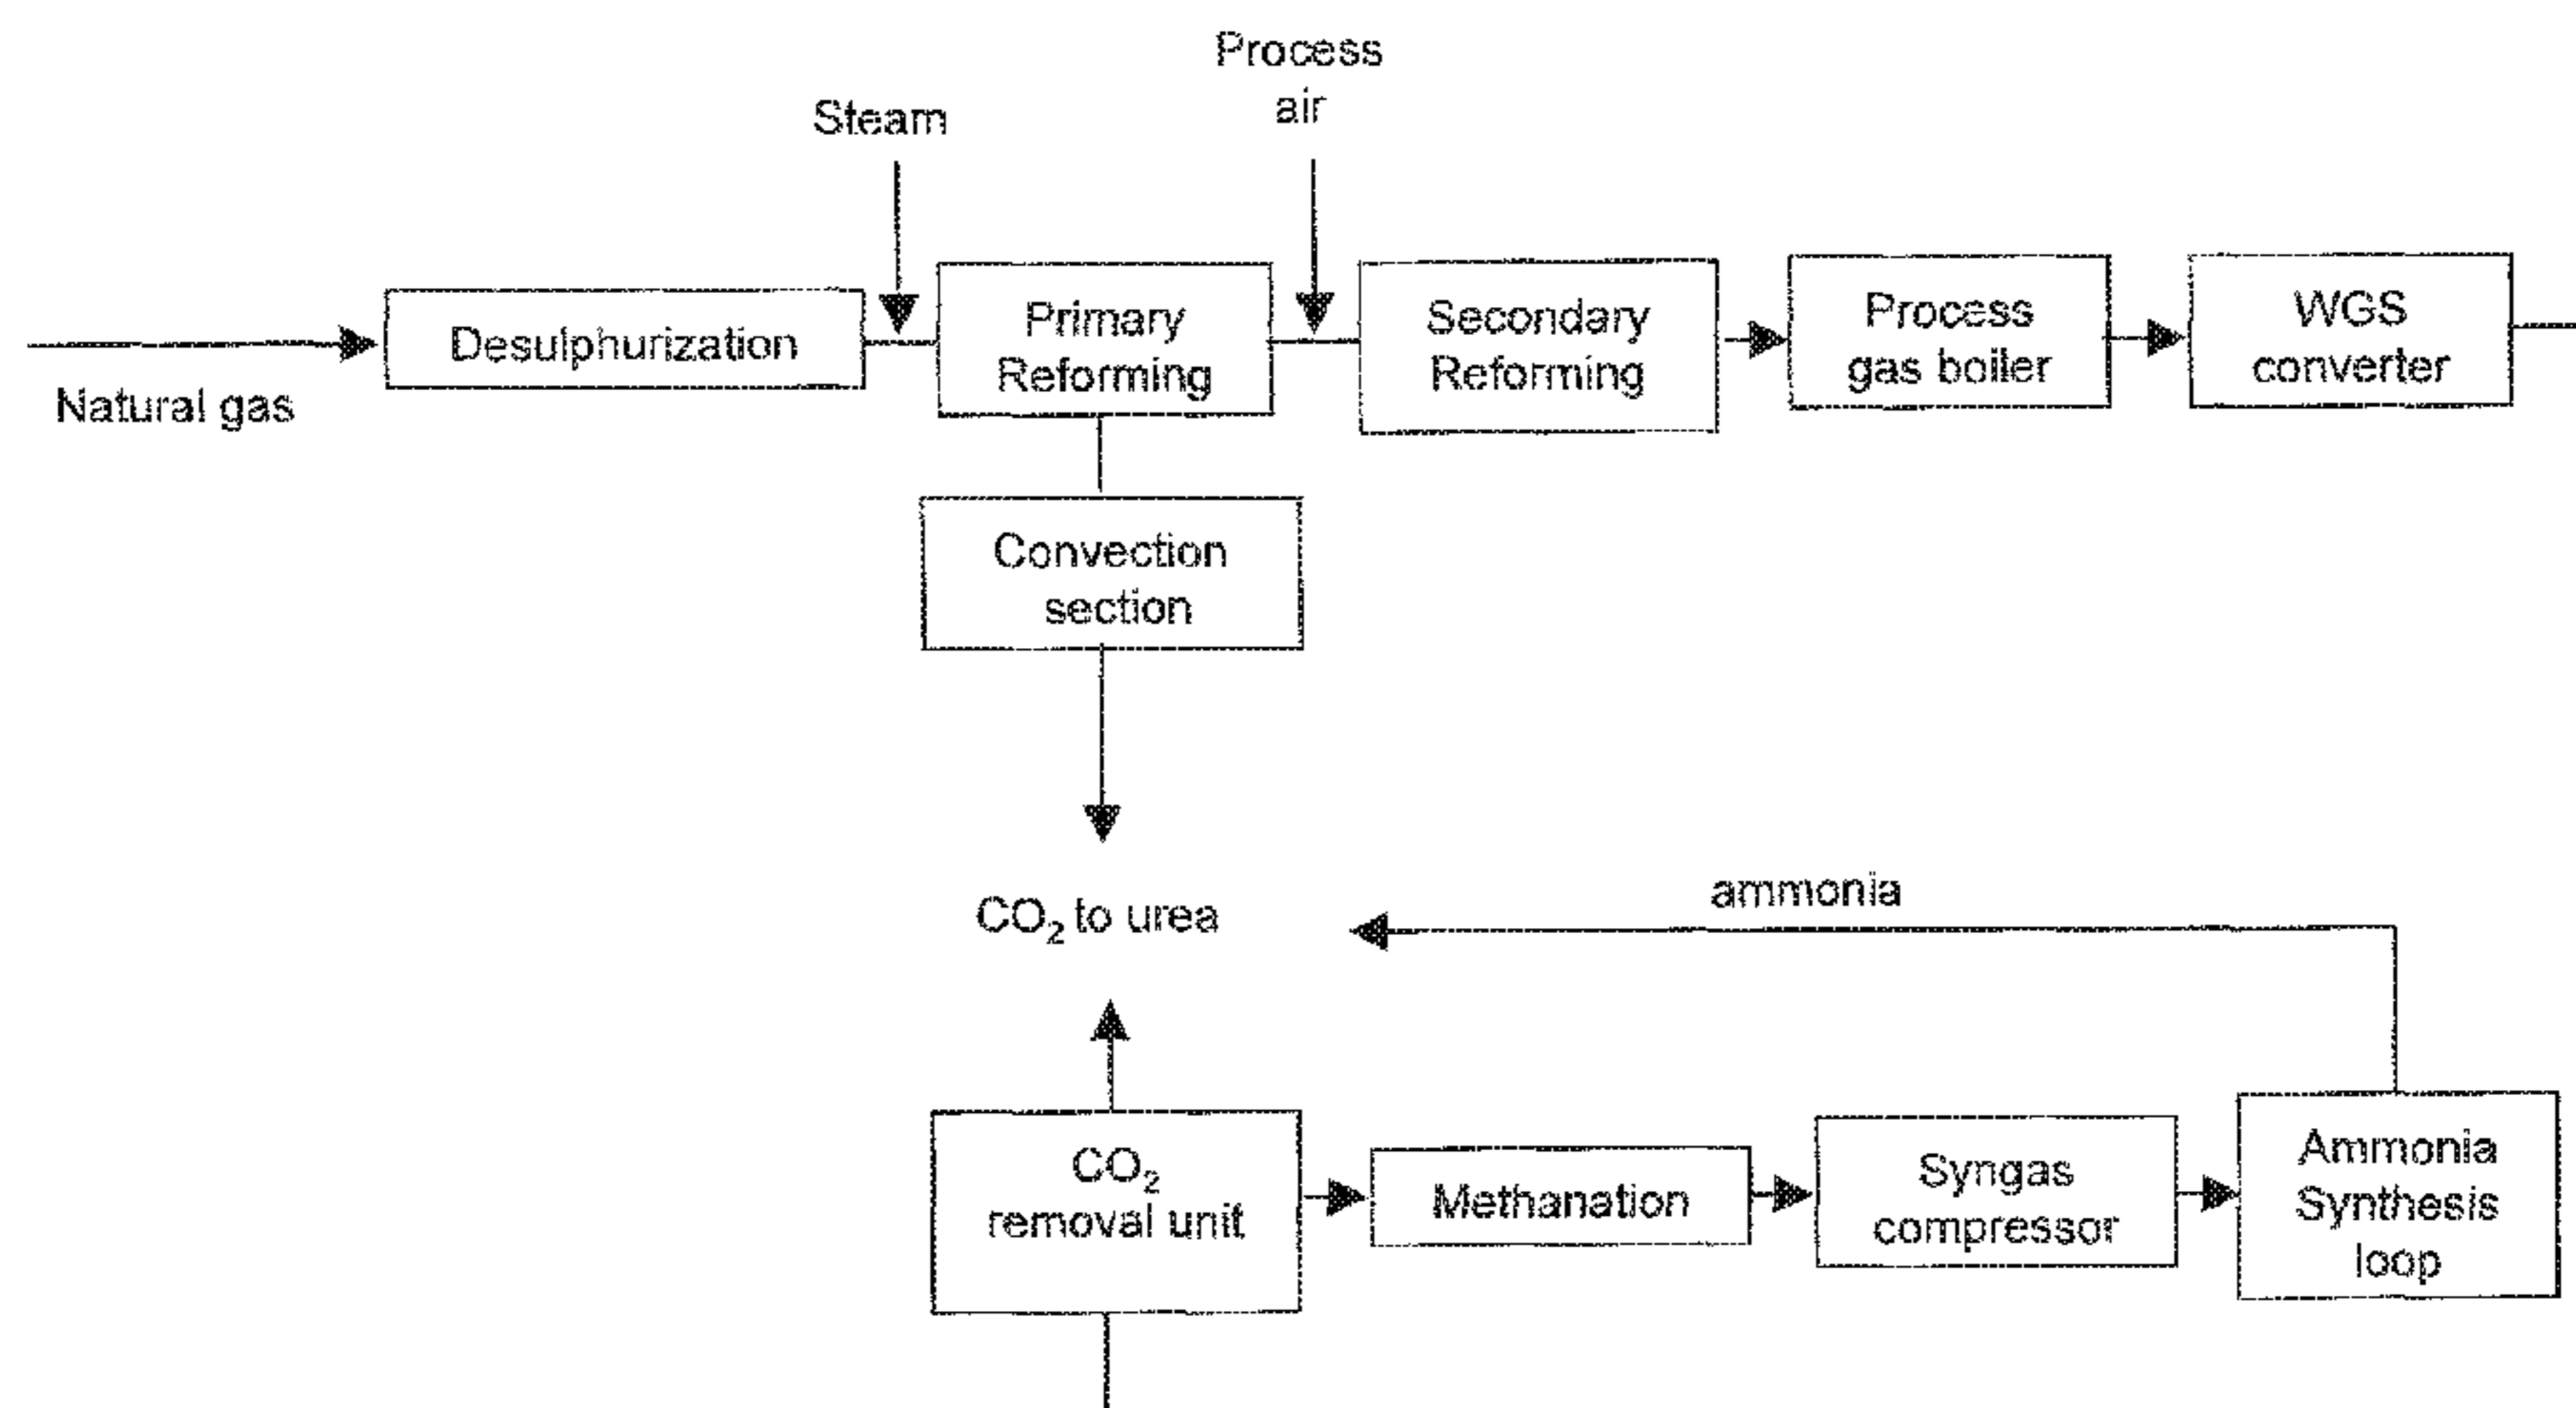 Process
air
Steam
Natural gas
Desulphurization
Primary
Reforming
Secondary
Reforming
Process
gas boiler
WGS
converter
Convection
section
CO₂ to urea
ammonia
CO₂
removal unit
Methanation
Syngas
compressor
Ammonia
Synthesis
loop